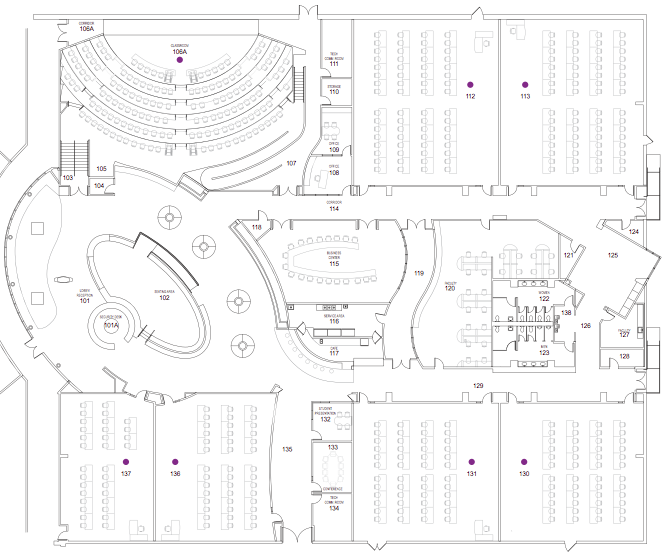 CORRIDOR
106A
CLASSROOM
106A
TECH
COMM. ROOM
111
STORAGE
110
112
113
OFFICE
109
OFFICE
108
107
105
103
104
CORRIDOR
114
118
124
125
121
119
BUSINESS
CENTER
115
FACULTY
120
LOWER
RECEPTION
101
SEATING AREA
102
101A
WOMEN
122
138
126
SERVICE AREA
116
FACULTY
127
CAFE
117
MEN
123
128
129
STUDENT
PRESENTATION
132
135
133
CONFERENCE
TECH
COMM. ROOM
134
137
136
131
130